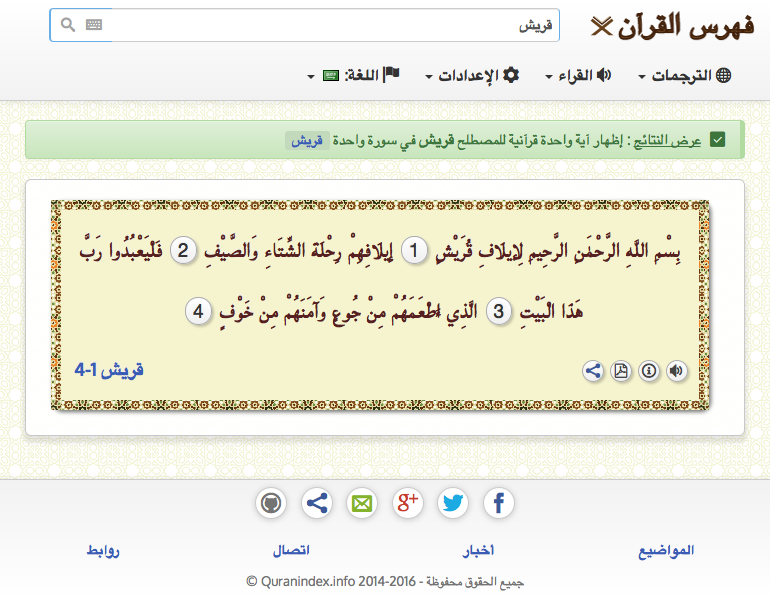 فهرس القرآن
قريش
الترجمات
القراء
الإعدادات
اللغة:
عرض النتائج : إظهار آية واحدة قرآنية للمصطلح قريش في سورة واحدة قريش
بِسْمِ اللَّهِ الرَّحْمَٰنِ الرَّحِيمِ لِإِيلَافِ قُرَيْشٍ 1 إِيلَافِهِمْ رِحْلَةَ الشِّتَاءِ وَالصَّيْفِ 2 فَلْيَعْبُدُوا رَبَّ
هَٰذَا الْبَيْتِ 3 الَّذِي أَطْعَمَهُمْ مِنْ جُوعٍ وَآمَنَهُمْ مِنْ خَوْفٍ 4
قريش 1-4
المواضيع
أخبار
اتصال
روابط
جميع الحقوق محفوظة - 2014-2016 Quranindex.info ©